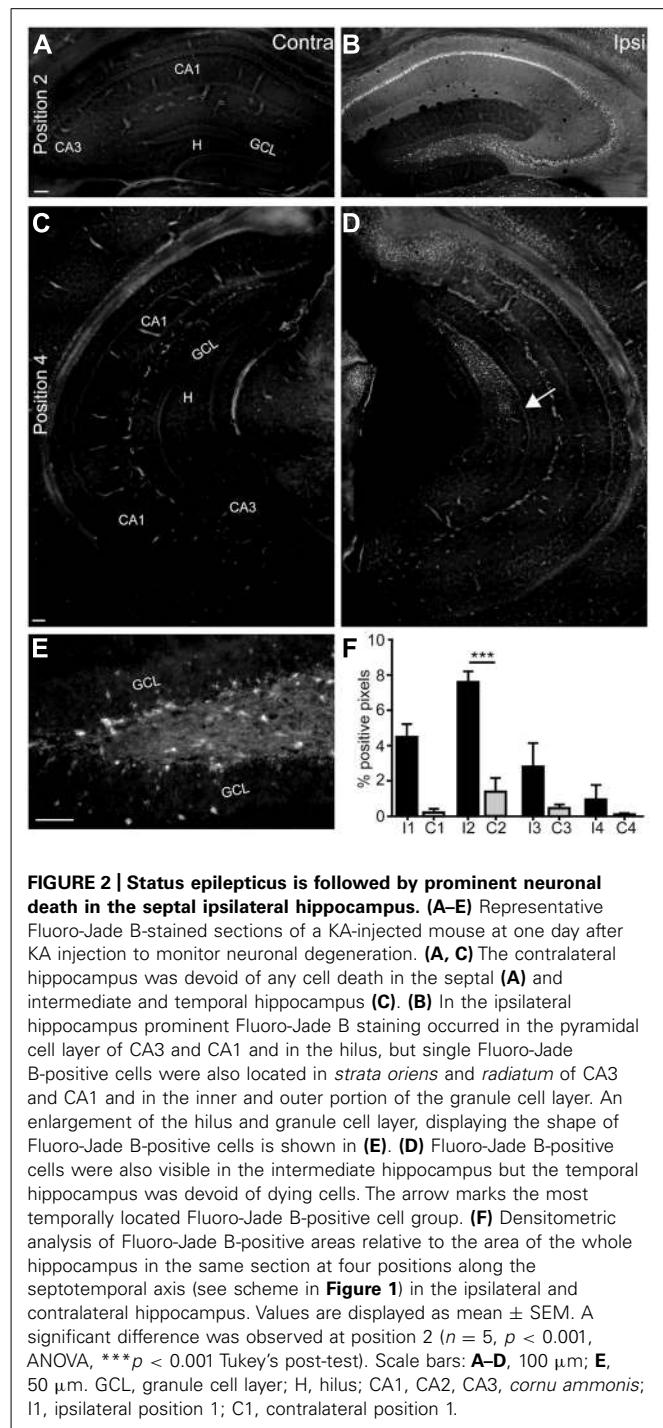 A
Contra
B
Ipsi
Position 2
CA1
CA3
H
GCL
C
D
Position 4
CA1
GCL
H
CA1
CA3
E
GCL
GCL
F
% positive pixels
10
8
6
4
2
0
***
I1 C1 I2 C2 I3 C3 I4 C4
FIGURE 2 | Status epilepticus is followed by prominent neuronal
death in the septal ipsilateral hippocampus. (A–E) Representative
Fluoro-Jade B-stained sections of a KA-injected mouse at one day after
KA injection to monitor neuronal degeneration. (A, C) The contralateral
hippocampus was devoid of any cell death in the septal (A) and
intermediate and temporal hippocampus (C). (B) In the ipsilateral
hippocampus prominent Fluoro-Jade B staining occurred in the pyramidal
cell layer of CA3 and CA1 and in the hilus, but single Fluoro-Jade
B-positive cells were also located in strata oriens and radiatum of CA3
and CA1 and in the inner and outer portion of the granule cell layer. An
enlargement of the hilus and granule cell layer, displaying the shape of
Fluoro-Jade B-positive cells is shown in (E). (D) Fluoro-Jade B-positive
cells were also visible in the intermediate hippocampus but the temporal
hippocampus was devoid of dying cells. The arrow marks the most
temporally located Fluoro-Jade B-positive cell group. (F) Densitometric
analysis of Fluoro-Jade B-positive areas relative to the area of the whole
hippocampus in the same section at four positions along the
septotemporal axis (see scheme in Figure 1) in the ipsilateral and
contralateral hippocampus. Values are displayed as mean ± SEM. A
significant difference was observed at position 2 (n = 5, p < 0.001,
ANOVA, ***p < 0.001 Tukey's post-test). Scale bars: A–D, 100 μm; E,
50 μm. GCL, granule cell layer; H, hilus; CA1, CA2, CA3, cornu ammonis;
I1, ipsilateral position 1; C1, contralateral position 1.